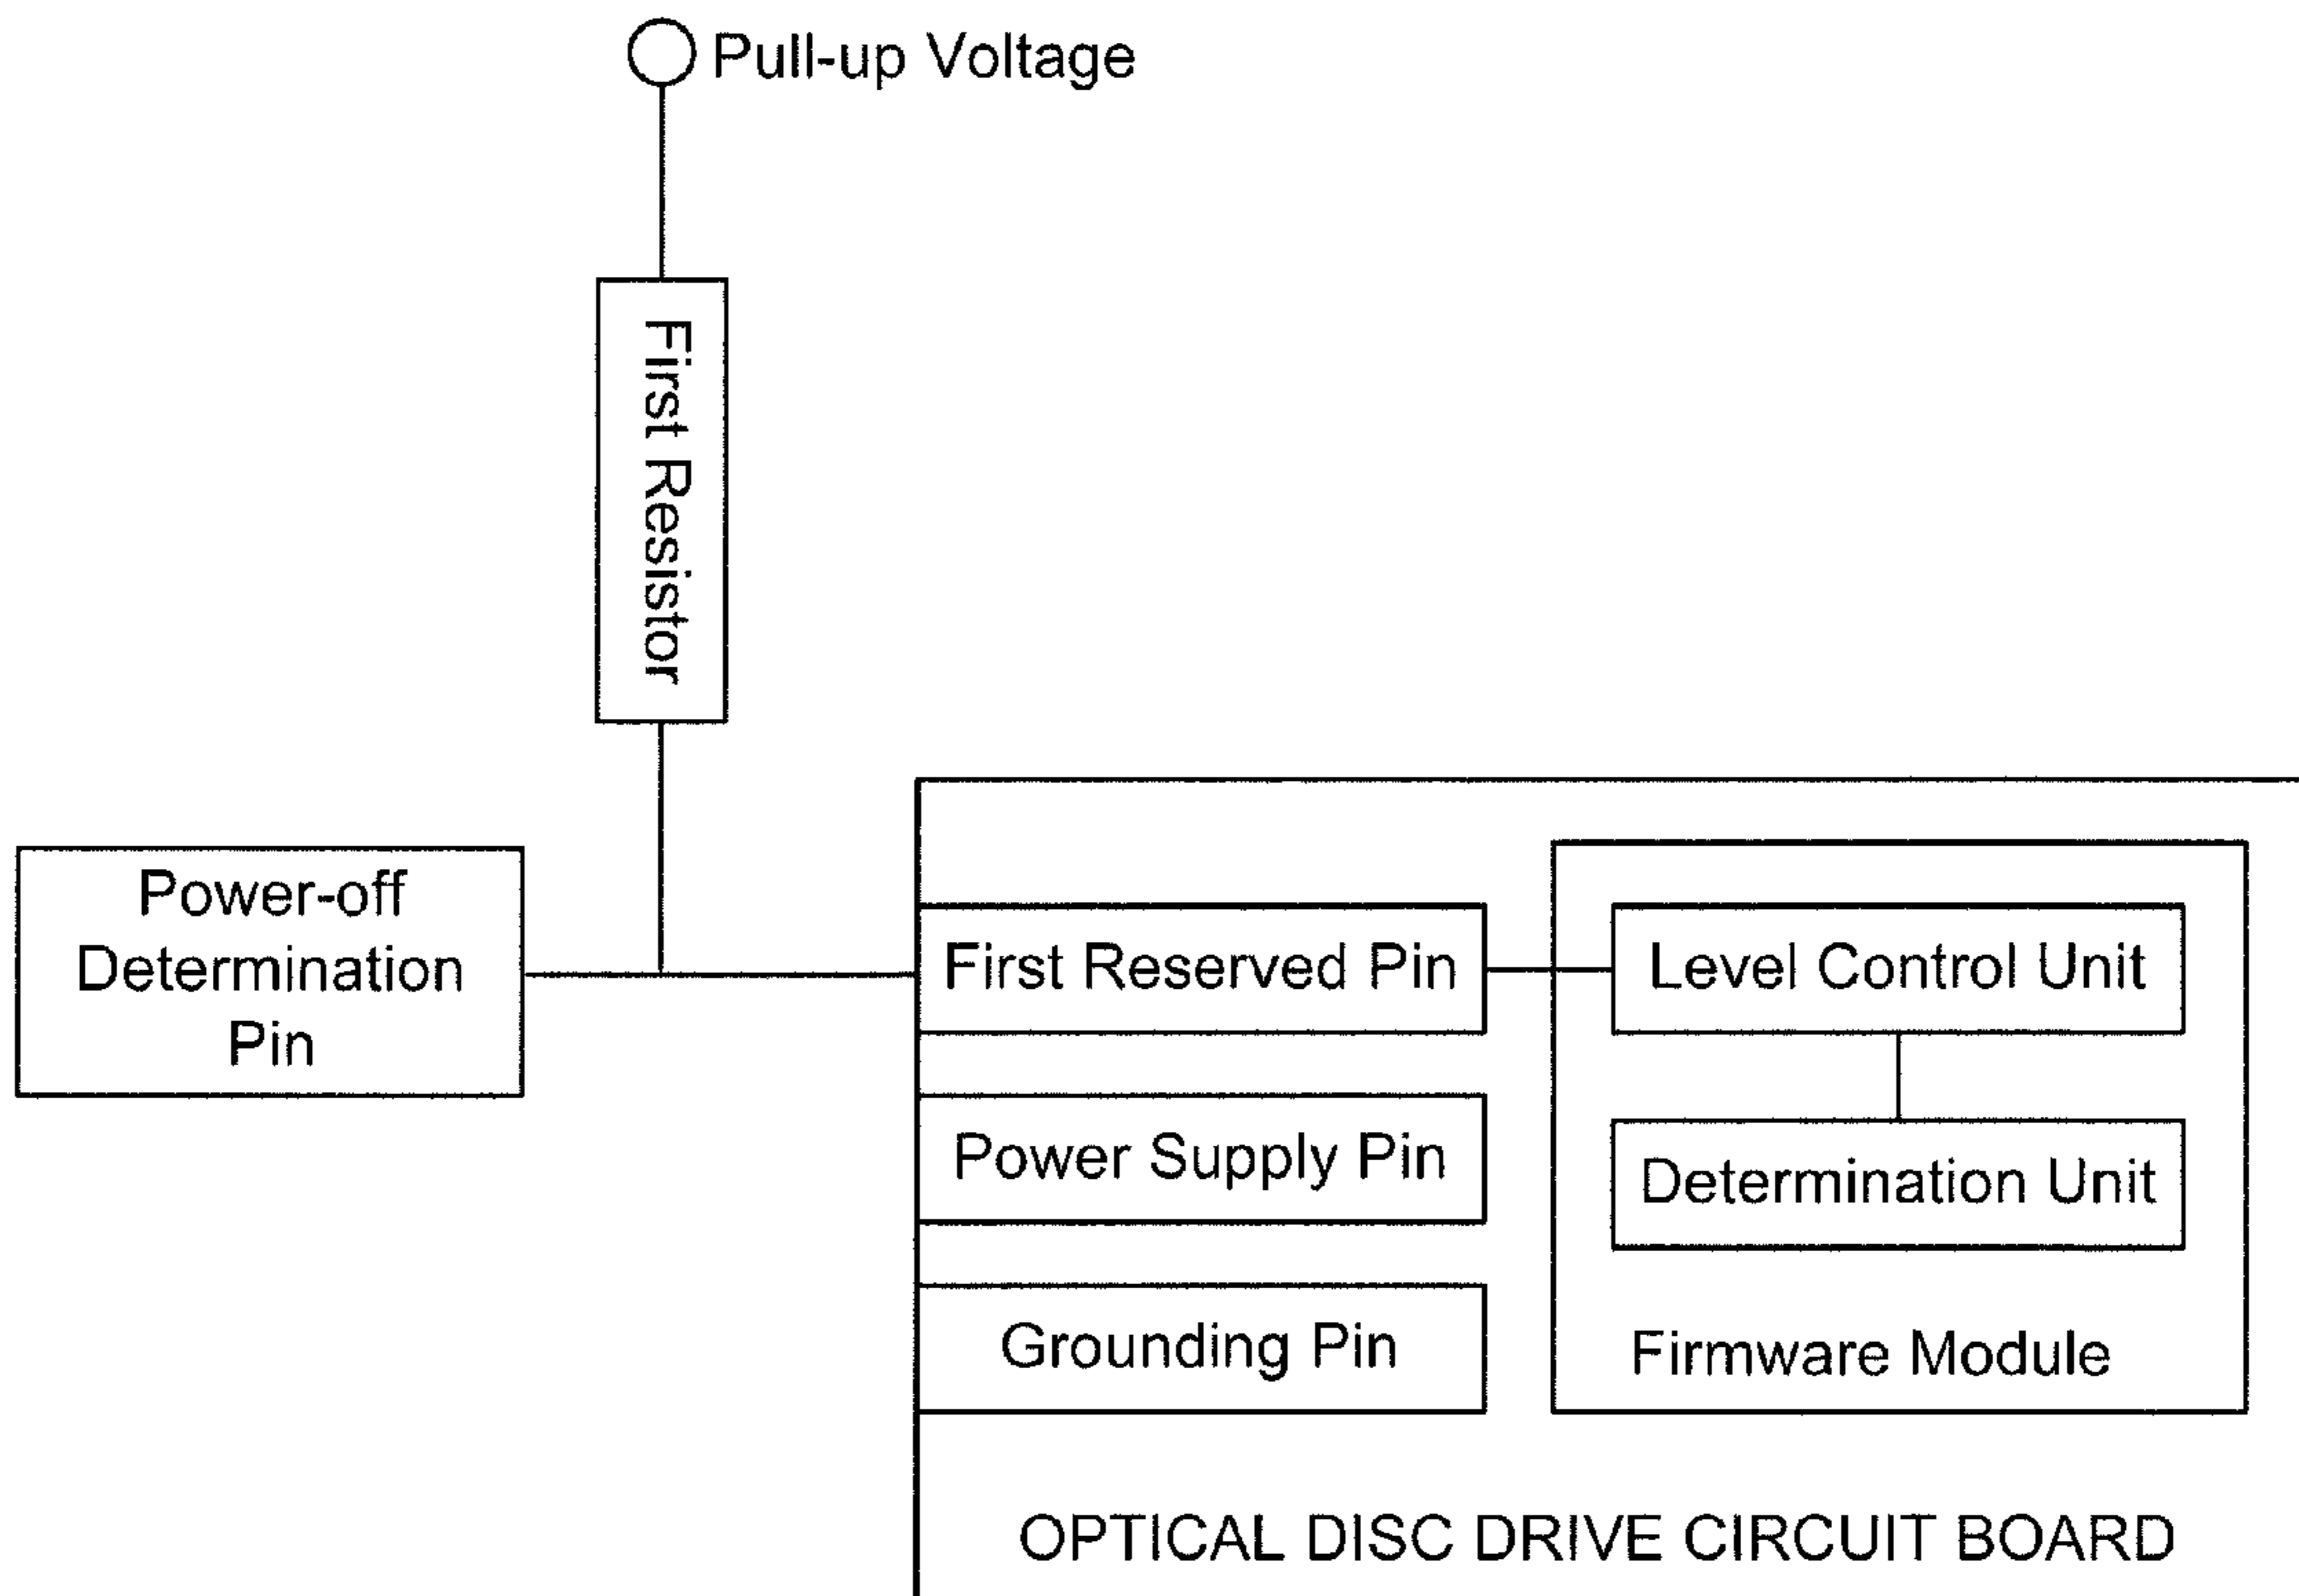 Pull-up Voltage
First Resistor
Power-off
Determination
Pin
First Reserved Pin
Level Control Unit
Power Supply Pin
Determination Unit
Grounding Pin
Firmware Module
OPTICAL DISC DRIVE CIRCUIT BOARD